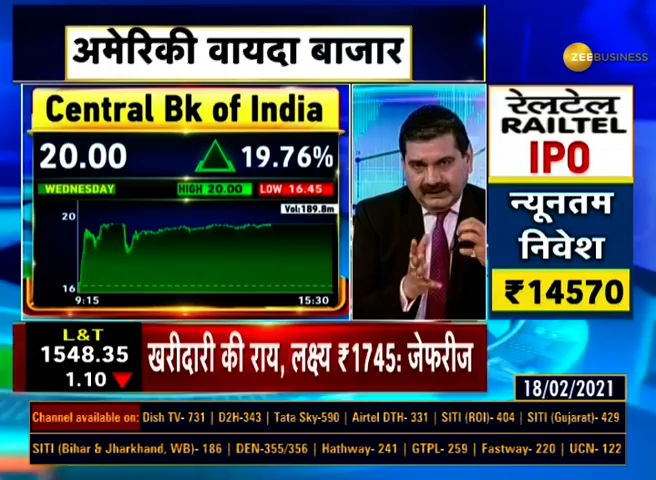 अमेरिकी वायदा बाजार
ZEEBUSINESS
Central Bk of India
20.00 19.76%
WEDNESDAY HIGH 20.00 LOW 16.45
Vol:189.8m
20
16
9:15 15:30
रेलटेल
RAILTEL
IPO
न्यूनतम
निवेश
₹14570
L&T
1548.35
1.10
खरीदारी की राय, लक्ष्य ₹1745: जेफरीज
18/02/2021
Channel available on: Dish TV- 731 | D2H-343 | Tata Sky-590 | Airtel DTH- 331 | SITI (ROI)- 404 | SITI (Gujarat)- 429
SITI (Bihar & Jharkhand, WB)- 186 | DEN-355/356 | Hathway- 241 | GTPL- 259 | Fastway- 220 | UCN- 122